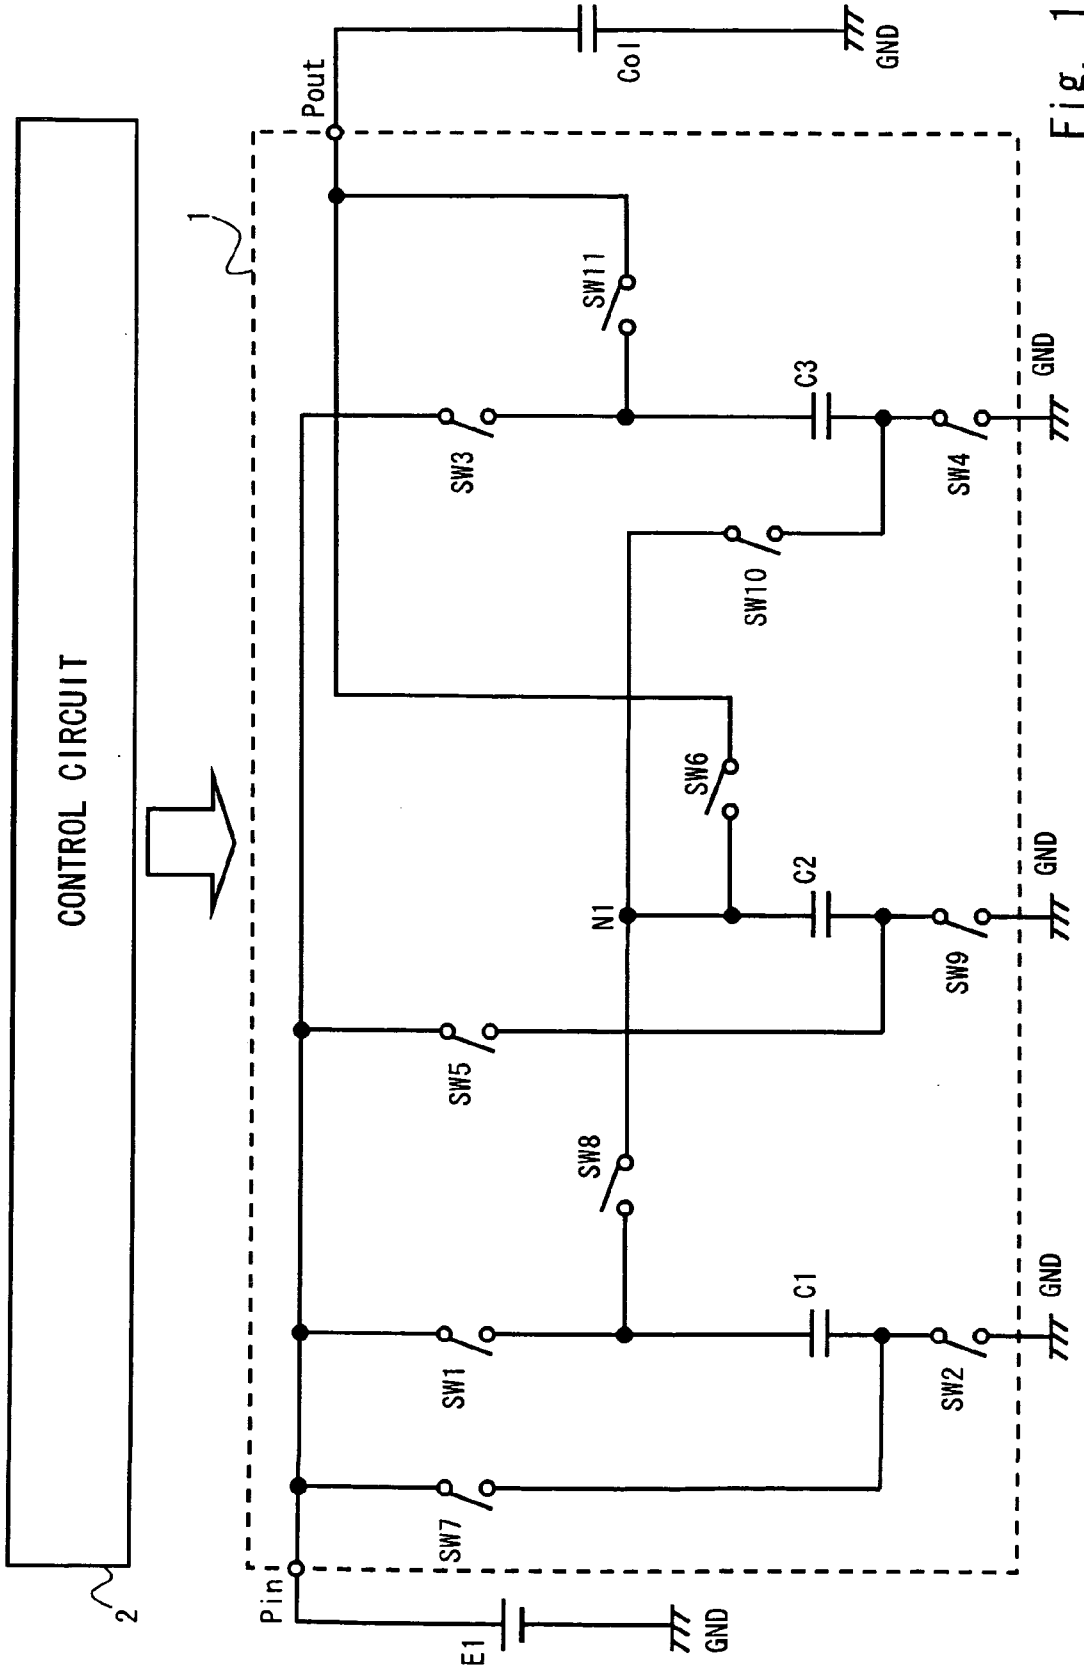 CONTROL CIRCUIT
2
1
Pin
Pout
E1
GND
SW7
SW1
C1
SW2
GND
SW8
SW5
N1
SW6
C2
SW9
GND
SW10
SW3
SW11
C3
SW4
GND
Col
GND
Fig. 1